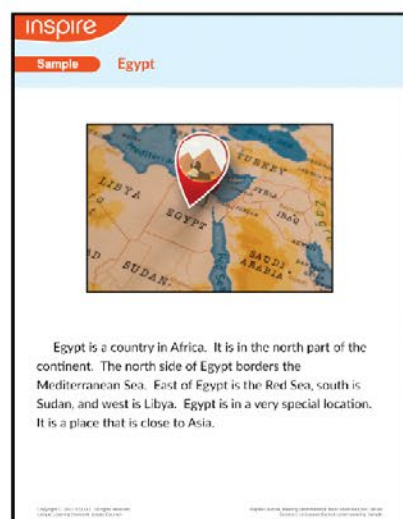 inspire
Sample Egypt
TURKEY
SYRIA
IRAQ
LIBYA
EGYPT
SAUDI
ARABIA
SUDAN
Egypt is a country in Africa. It is in the north part of the
continent. The north side of Egypt borders the
Mediterranean Sea. East of Egypt is the Red Sea, south is
Sudan, and west is Libya. Egypt is in a very special location.
It is a place that is close to Asia.